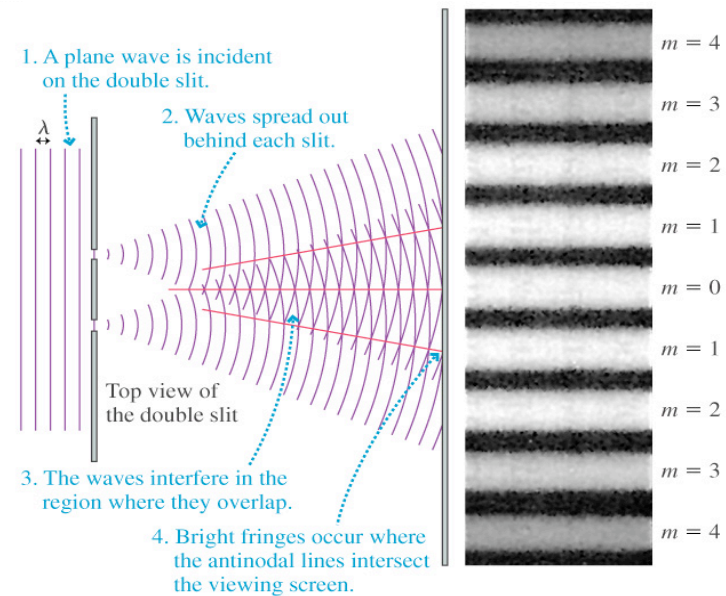 1. A plane wave is incident
on the double slit.
λ
2. Waves spread out
behind each slit.
Top view of
the double slit
3. The waves interfere in the
region where they overlap.
4. Bright fringes occur where
the antinodal lines intersect
the viewing screen.
m = 4
m = 3
m = 2
m = 1
m = 0
m = 1
m = 2
m = 3
m = 4